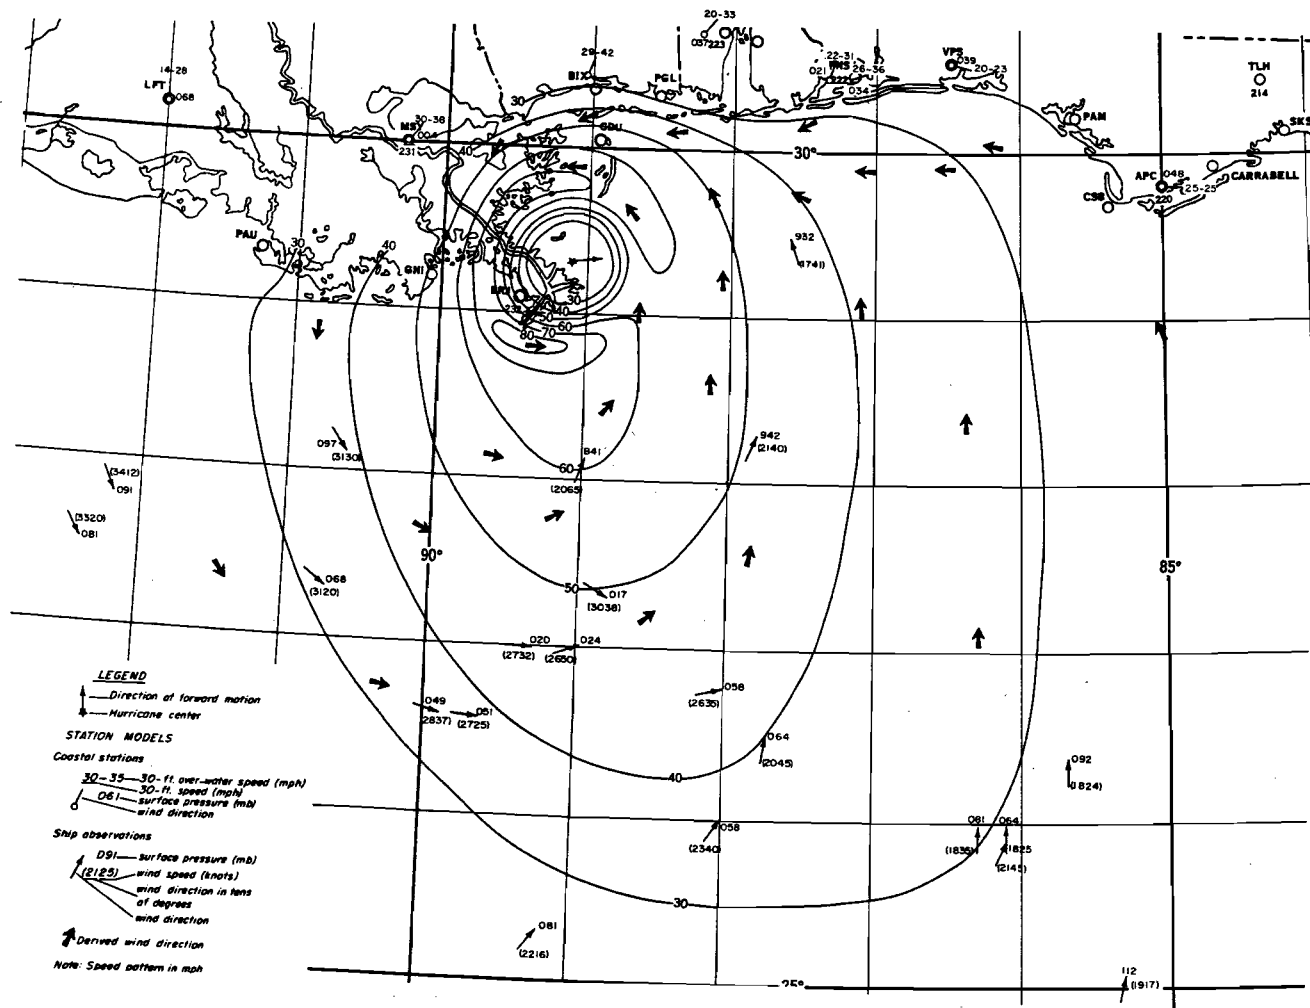 20-33
037
223
29-42
BIX
PGL
22-31
PNS
021
26-36
034
VPS
039
20-23
TLH
214
14-28
LFT
068
30
PAM
SKS
30-38
MSY
004
231
40
GDU
30°
APC
048
25-25
220
CARRABELL
CSB
PAU
30
40
GNI
932
(1741)
BRJ
232
30
40
50
60
70
80
097
(3130)
841
60
(2065)
942
(2140)
(3412)
091
(3320)
081
90°
85°
068
(3120)
50
017
(3038)
020
(2732)
024
(2650)
058
(2635)
049
(2837)
051
(2725)
064
(2045)
40
092
(1824)
058
(2340)
081
(1835)
064
(1825
(2145)
30
081
(2216)
112
(1917)
25°
LEGEND
Direction of forward motion
Hurricane center
STATION MODELS
Coastal stations
30-35—30-ft. over-water speed (mph)
30-ft. speed (mph)
061—surface pressure (mb)
wind direction
Ship observations
091—surface pressure (mb)
(2125) wind speed (knots)
wind direction in tens
of degrees
wind direction
Derived wind direction
Note: Speed pattern in mph